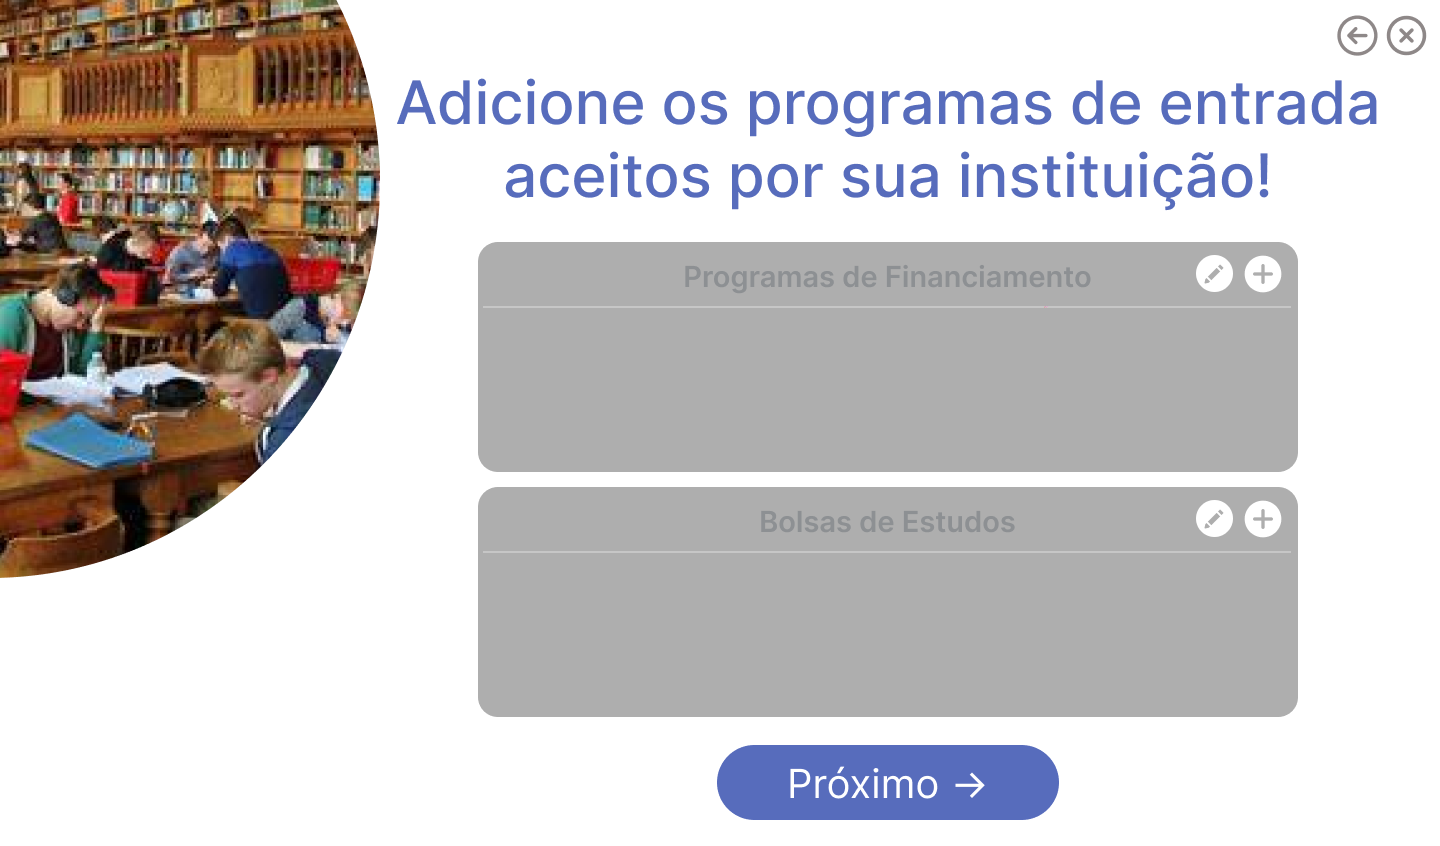 Adicione os programas de entrada
aceitos por sua instituição!
Programas de Financiamento
Bolsas de Estudos
Próximo →